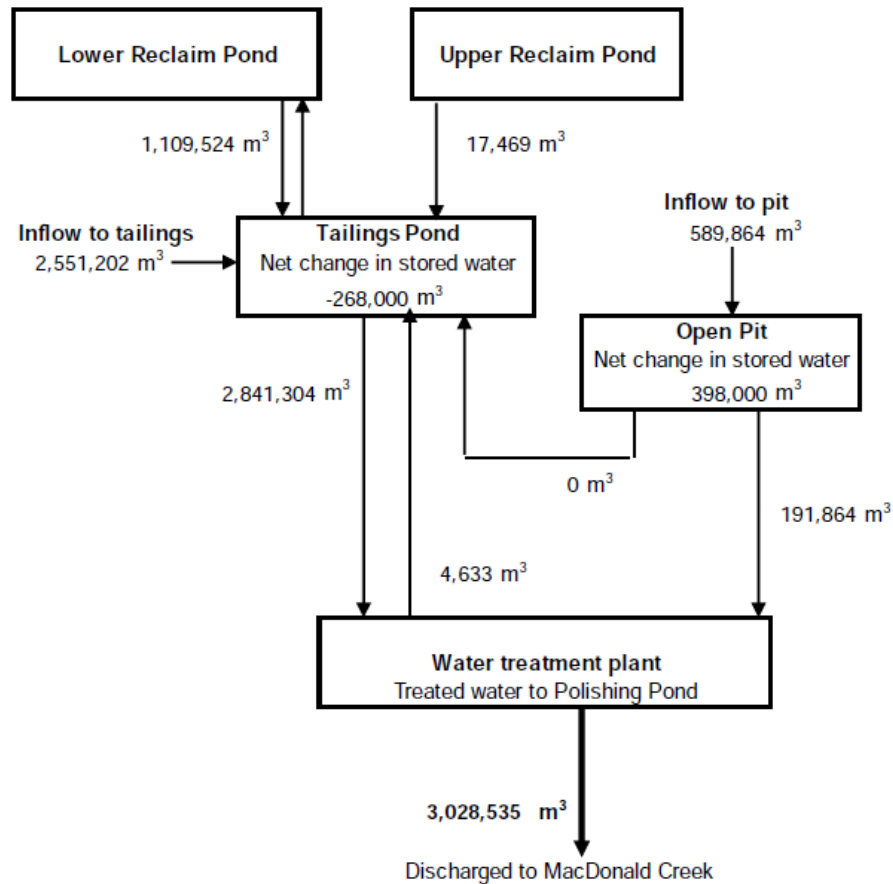 Lower Reclaim Pond
Upper Reclaim Pond
1,109,524 m³
17,469 m³
Inflow to pit
589,864 m³
Inflow to tailings
2,551,202 m³
Tailings Pond
Net change in stored water
-268,000 m³
Open Pit
Net change in stored water
398,000 m³
2,841,304 m³
0 m³
191,864 m³
4,633 m³
Water treatment plant
Treated water to Polishing Pond
3,028,535 m³
Discharged to MacDonald Creek